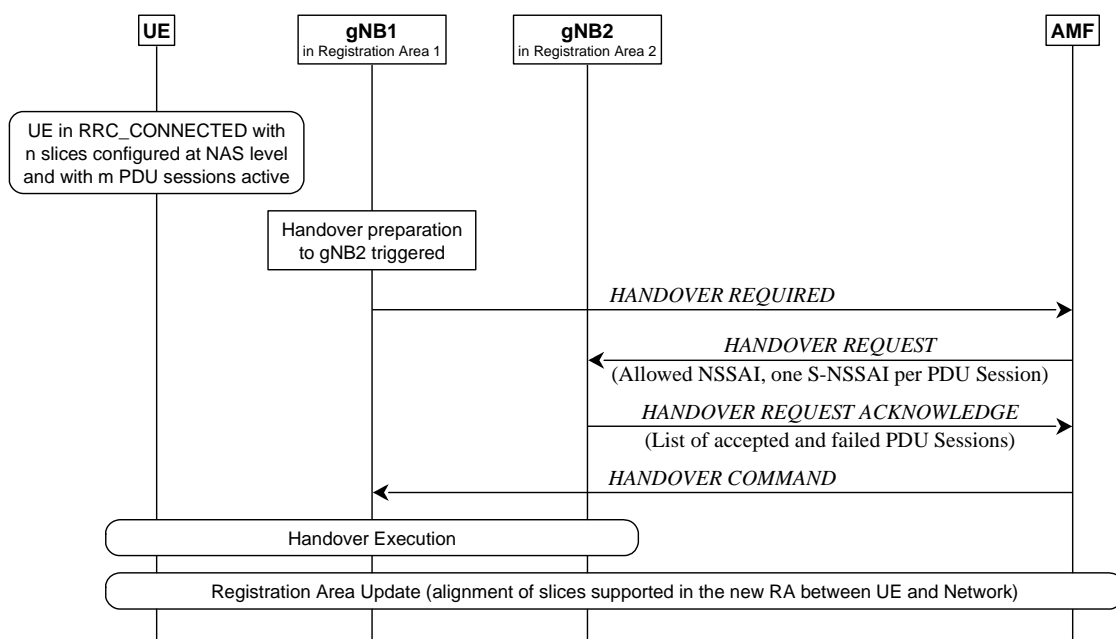 UE
gNB1
in Registration Area 1
gNB2
in Registration Area 2
AMF
UE in RRC_CONNECTED with
n slices configured at NAS level
and with m PDU sessions active
Handover preparation
to gNB2 triggered
HANDOVER REQUIRED
HANDOVER REQUEST
(Allowed NSSAI, one S-NSSAI per PDU Session)
HANDOVER REQUEST ACKNOWLEDGE
(List of accepted and failed PDU Sessions)
HANDOVER COMMAND
Handover Execution
Registration Area Update (alignment of slices supported in the new RA between UE and Network)